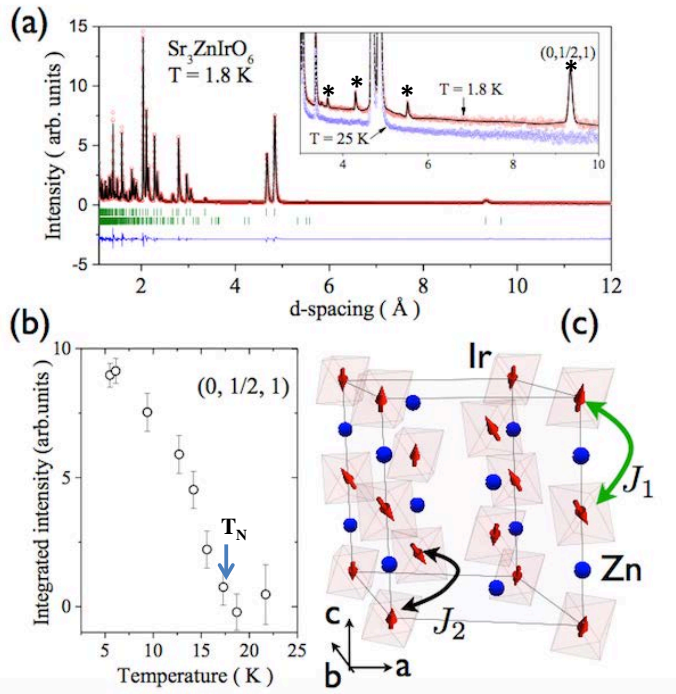 (a)
15
10
5
0
-5
Intensity ( arb. units )
Sr3ZnIrO6
T = 1.8 K
(0,1/2,1)
* * * *
T = 1.8 K
T = 25 K
4 6 8 10
2 4 6 8 10 12
d-spacing ( Å )
(b)
10
5
0
Integrated intensity (arb.units)
(0, 1/2, 1)
TN
5 10 15 20 25
Temperature ( K )
(c)
Ir
J1
Zn
J2
c
b
a